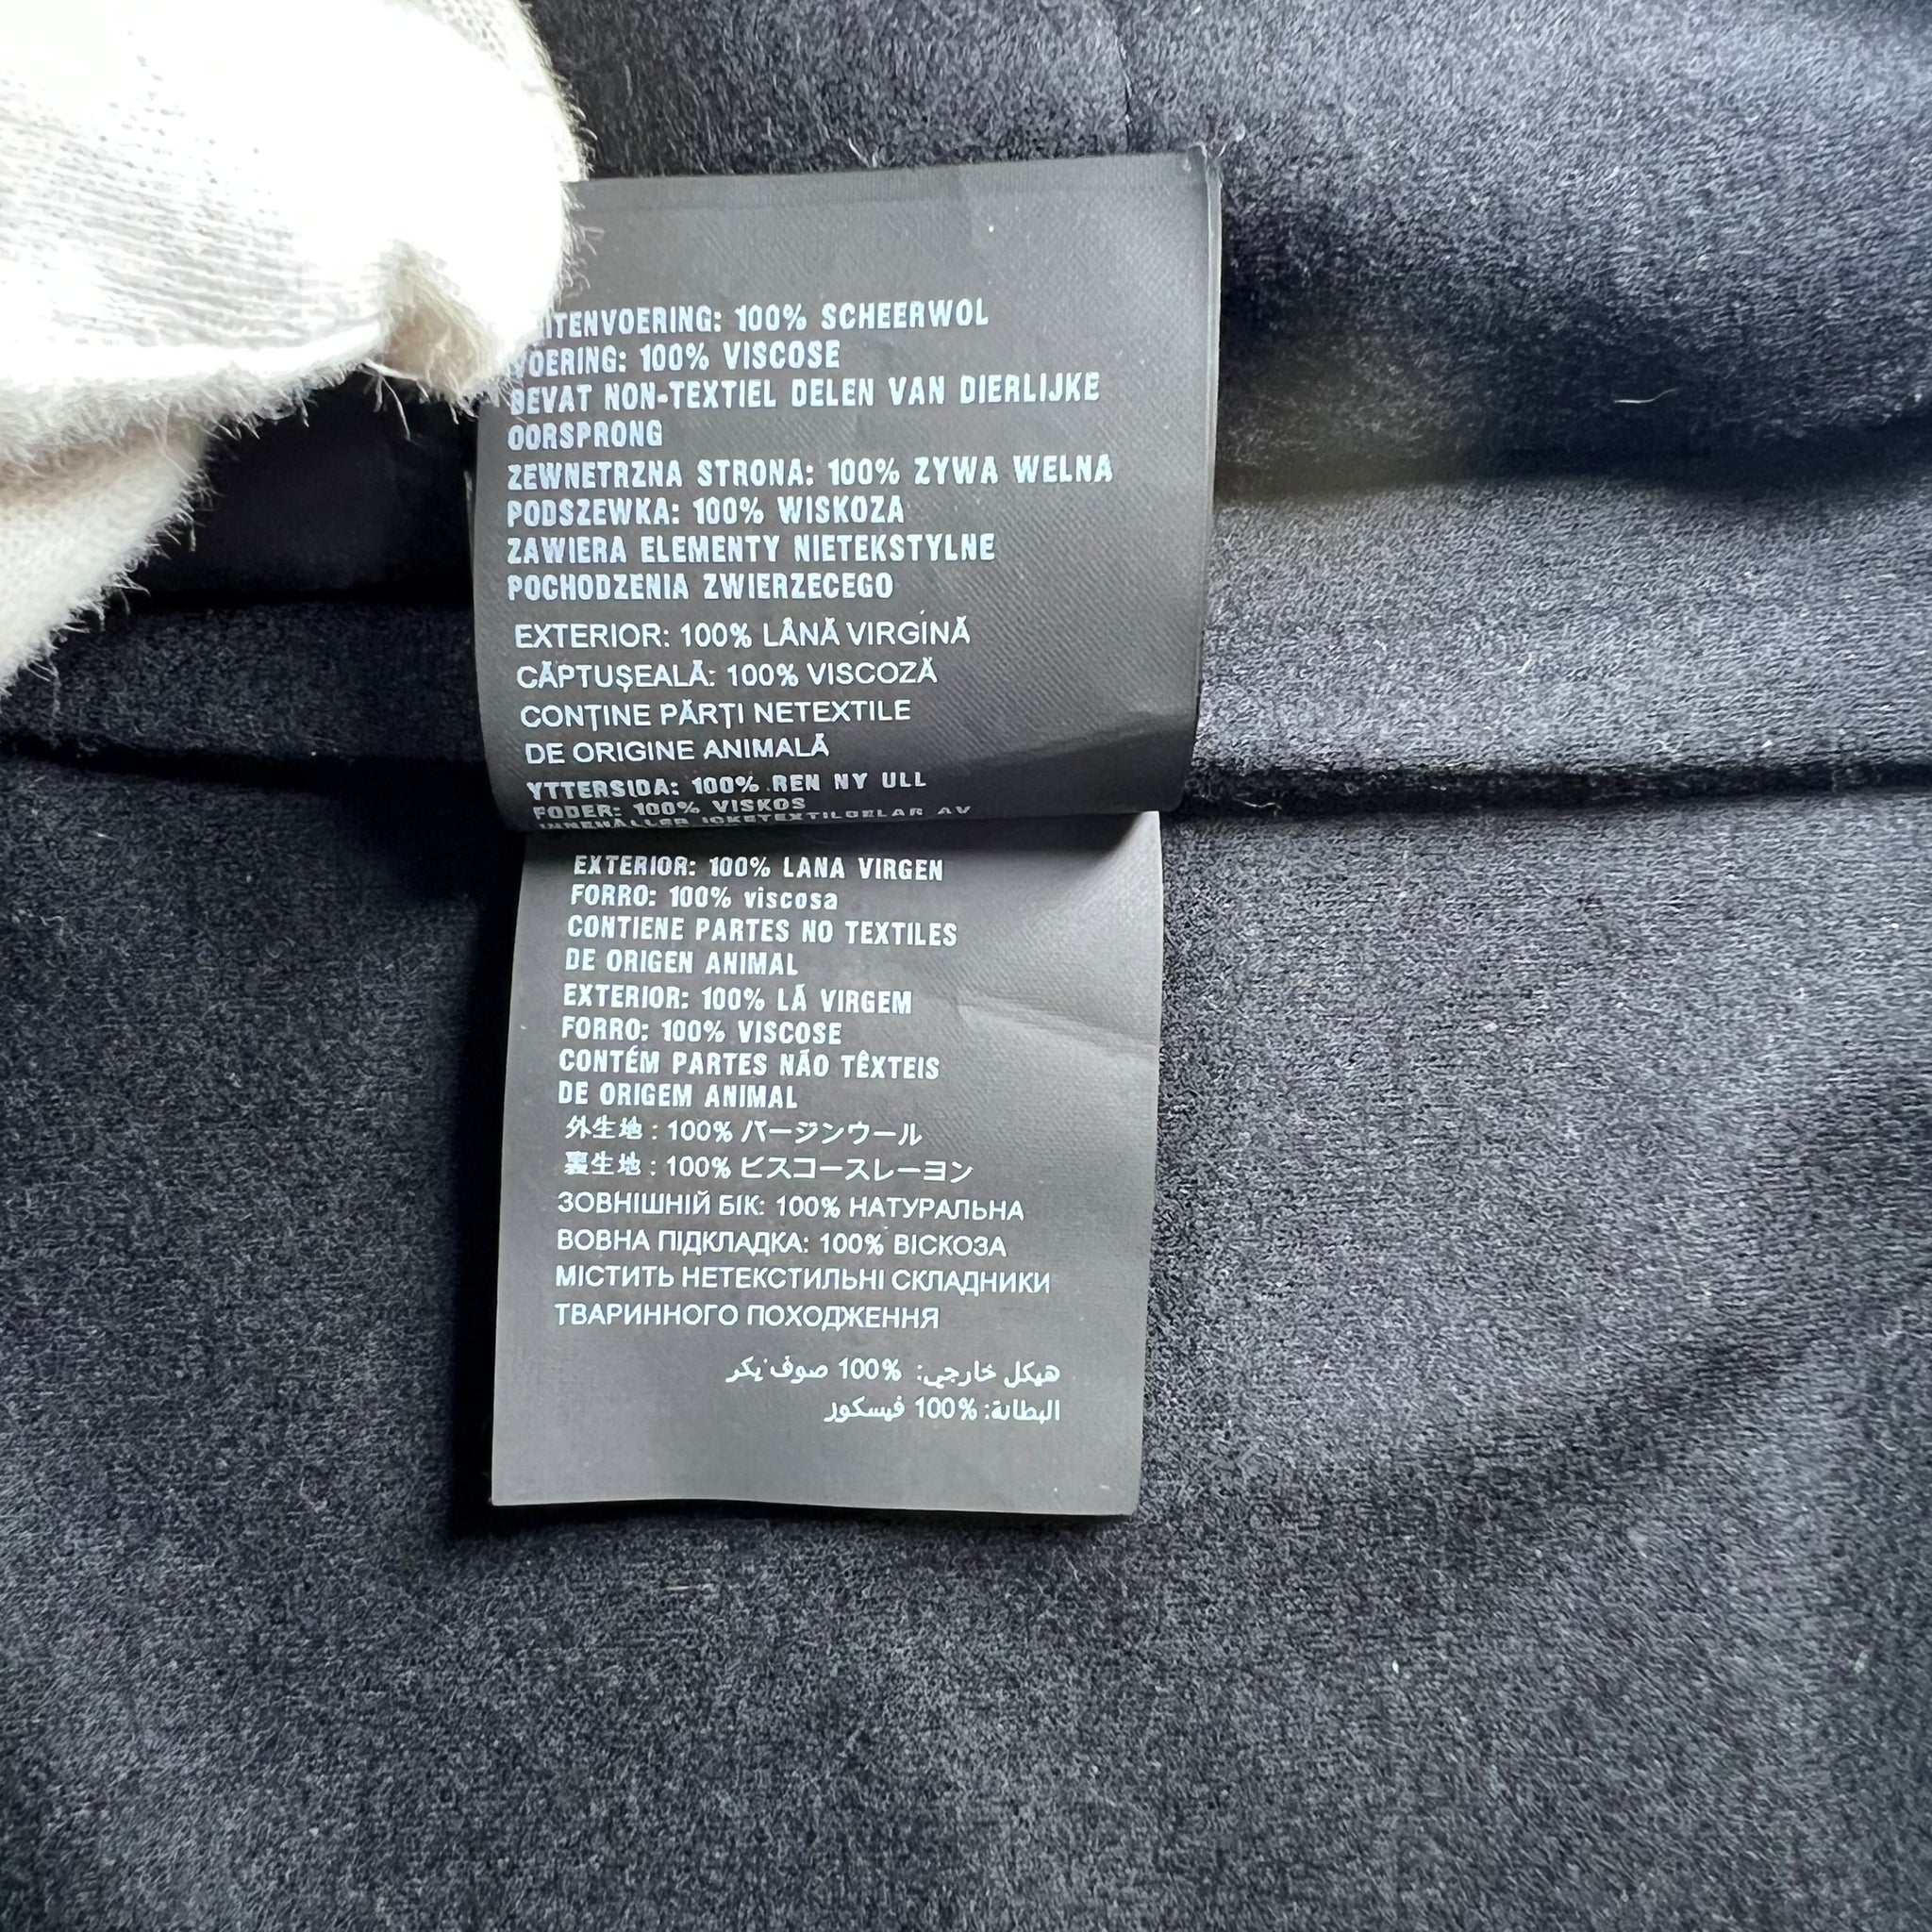 100% SCHEERWOL
VOERING: 100% VISCOSE
BEVAT NON-TEXTIEL DELEN VAN DIERLIJKE
OORSPRONG
ZEWNETRZNA STRONA: 100% ZYWA WELNA
PODSZEWKA: 100% WISKOZA
ZAWIERA ELEMENTY NIETEKSTYLNE
POCHODZENIA ZWIERZECEGO
EXTERIOR: 100% LÂNĂ VIRGINĂ
CĂPTUȘEALĂ: 100% VISCOZĂ
CONȚINE PĂRȚI NETEXTILE
DE ORIGINE ANIMALĂ
YTTERSIDA: 100% REN NY ULL
FODER: 100% VISKOS
EXTERIOR: 100% LANA VIRGEN
FORRO: 100% viscosa
CONTIENE PARTES NO TEXTILES
DE ORIGEN ANIMAL
EXTERIOR: 100% LÃ VIRGEM
FORRO: 100% VISCOSE
CONTÉM PARTES NÃO TÊXTEIS
DE ORIGEM ANIMAL
外生地 : 100% バージンウール
裏生地 : 100% ビスコースレーヨン
ЗОВНІШНІЙ БІК: 100% НАТУРАЛЬНА
ВОВНА ПІДКЛАДКА: 100% ВІСКОЗА
МІСТИТЬ НЕТЕКСТИЛЬНІ СКЛАДНИКИ
ТВАРИННОГО ПОХОДЖЕННЯ
هيكل خارجي: 100% صوف بكر
البطانة: 100% فيسكوز